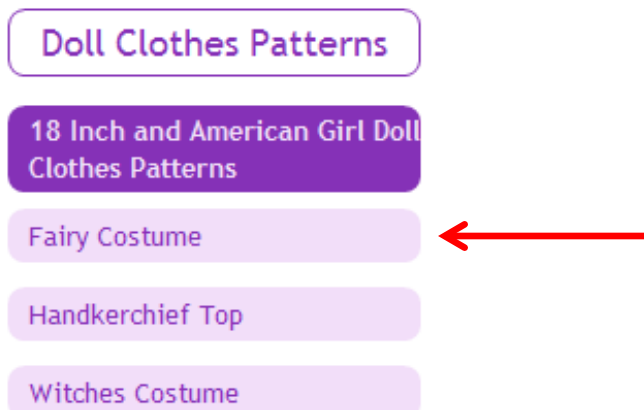 Doll Clothes Patterns
18 Inch and American Girl Doll
Clothes Patterns
Fairy Costume
Handkerchief Top
Witches Costume